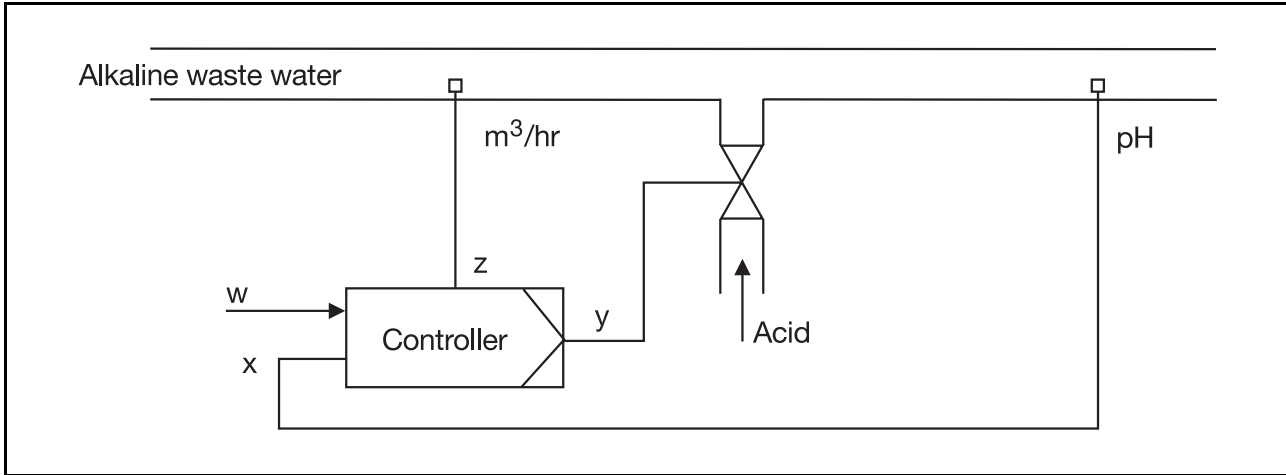 Alkaline waste water
m³/hr
pH
z
w
y
Controller
Acid
x